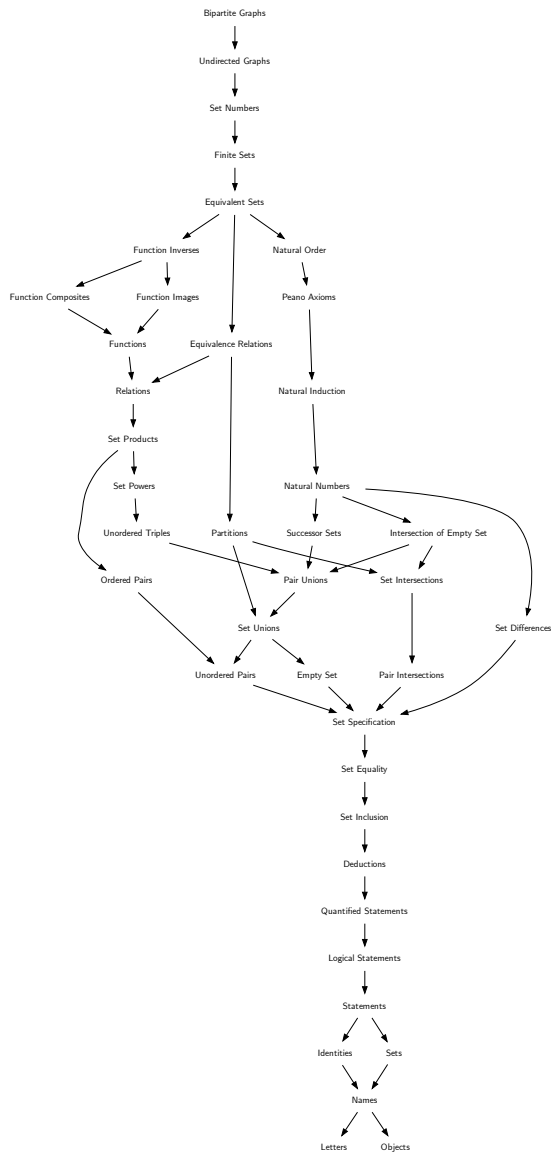 Bipartite Graphs
Undirected Graphs
Set Numbers
Finite Sets
Equivalent Sets
Function Inverses
Natural Order
Function Composites
Function Images
Peano Axioms
Functions
Equivalence Relations
Relations
Natural Induction
Set Products
Set Powers
Natural Numbers
Unordered Triples
Partitions
Successor Sets
Intersection of Empty Set
Ordered Pairs
Pair Unions
Set Intersections
Set Unions
Set Differences
Unordered Pairs
Empty Set
Pair Intersections
Set Specification
Set Equality
Set Inclusion
Deductions
Quantified Statements
Logical Statements
Statements
Identities
Sets
Names
Letters
Objects